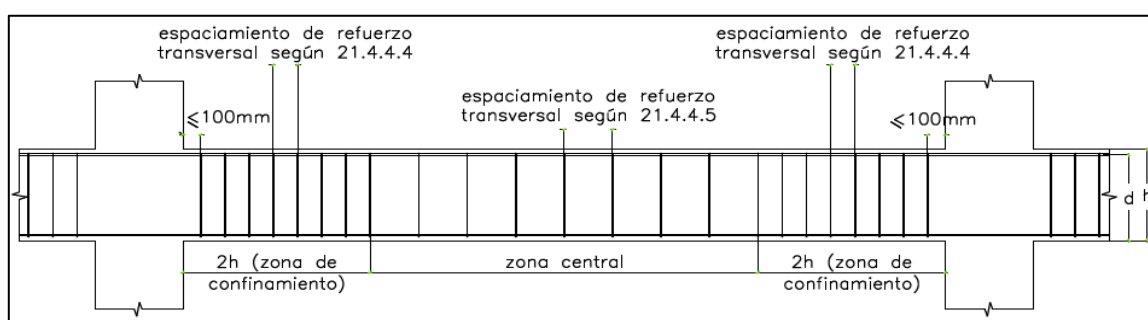 espaciamiento de refuerzo
transversal según 21.4.4.4
espaciamiento de refuerzo
transversal según 21.4.4.4
espaciamiento de refuerzo
transversal según 21.4.4.5
≤100mm
≤100mm
d
h
2h (zona de
confinamiento)
zona central
2h (zona de
confinamiento)